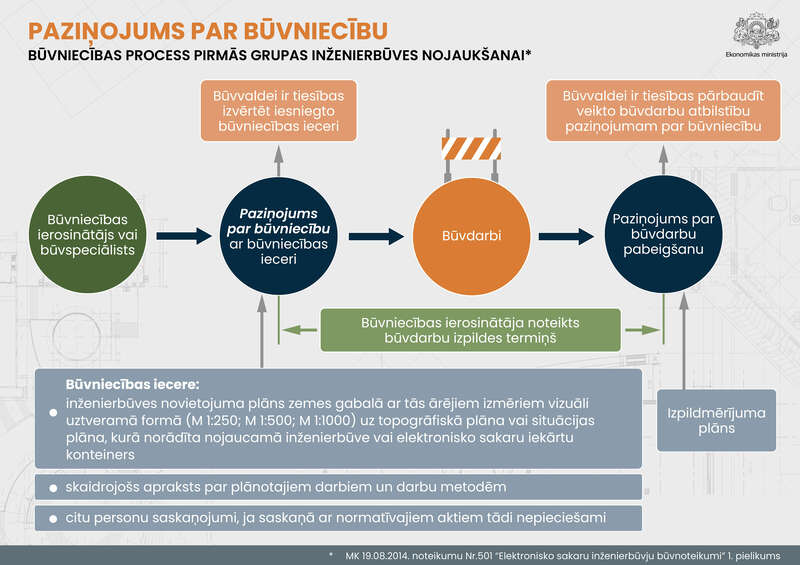 PAZIŅOJUMS PAR BŪVNIECĪBU
BŪVNIECĪBAS PROCESS PIRMĀS GRUPAS INŽENIERBŪVES NOJAUKŠANAI*
Ekonomikas ministrija
Būvvaldei ir tiesības
izvērtēt iesniegto
būvniecības ieceri
Būvvaldei ir tiesības pārbaudīt
veikto būvdarbu atbilstību
paziņojumam par būvniecību
Būvniecības
ierosinātājs vai
būvspeciālists
Paziņojums
par būvniecību
ar būvniecības
ieceri
Būvdarbi
Paziņojums par
būvdarbu
pabeigšanu
Būvniecības ierosinātāja noteikts
būvdarbu izpildes termiņš
Būvniecības iecere:
inženierbūves novietojuma plāns zemes gabalā ar tās ārējiem izmēriem vizuāli
uztveramā formā (M 1:250; M 1:500; M 1:1000) uz topogrāfiskā plāna vai situācijas
plāna, kurā norādīta nojaucamā inženierbūve vai elektronisko sakaru iekārtu
konteiners
skaidrojošs apraksts par plānotajiem darbiem un darbu metodēm
citu personu saskaņojumi, ja saskaņā ar normatīvajiem aktiem tādi nepieciešami
Izpildmērījuma
plāns
* MK 19.08.2014. noteikumu Nr.501 “Elektronisko sakaru inženierbūvju būvnoteikumi” 1. pielikums